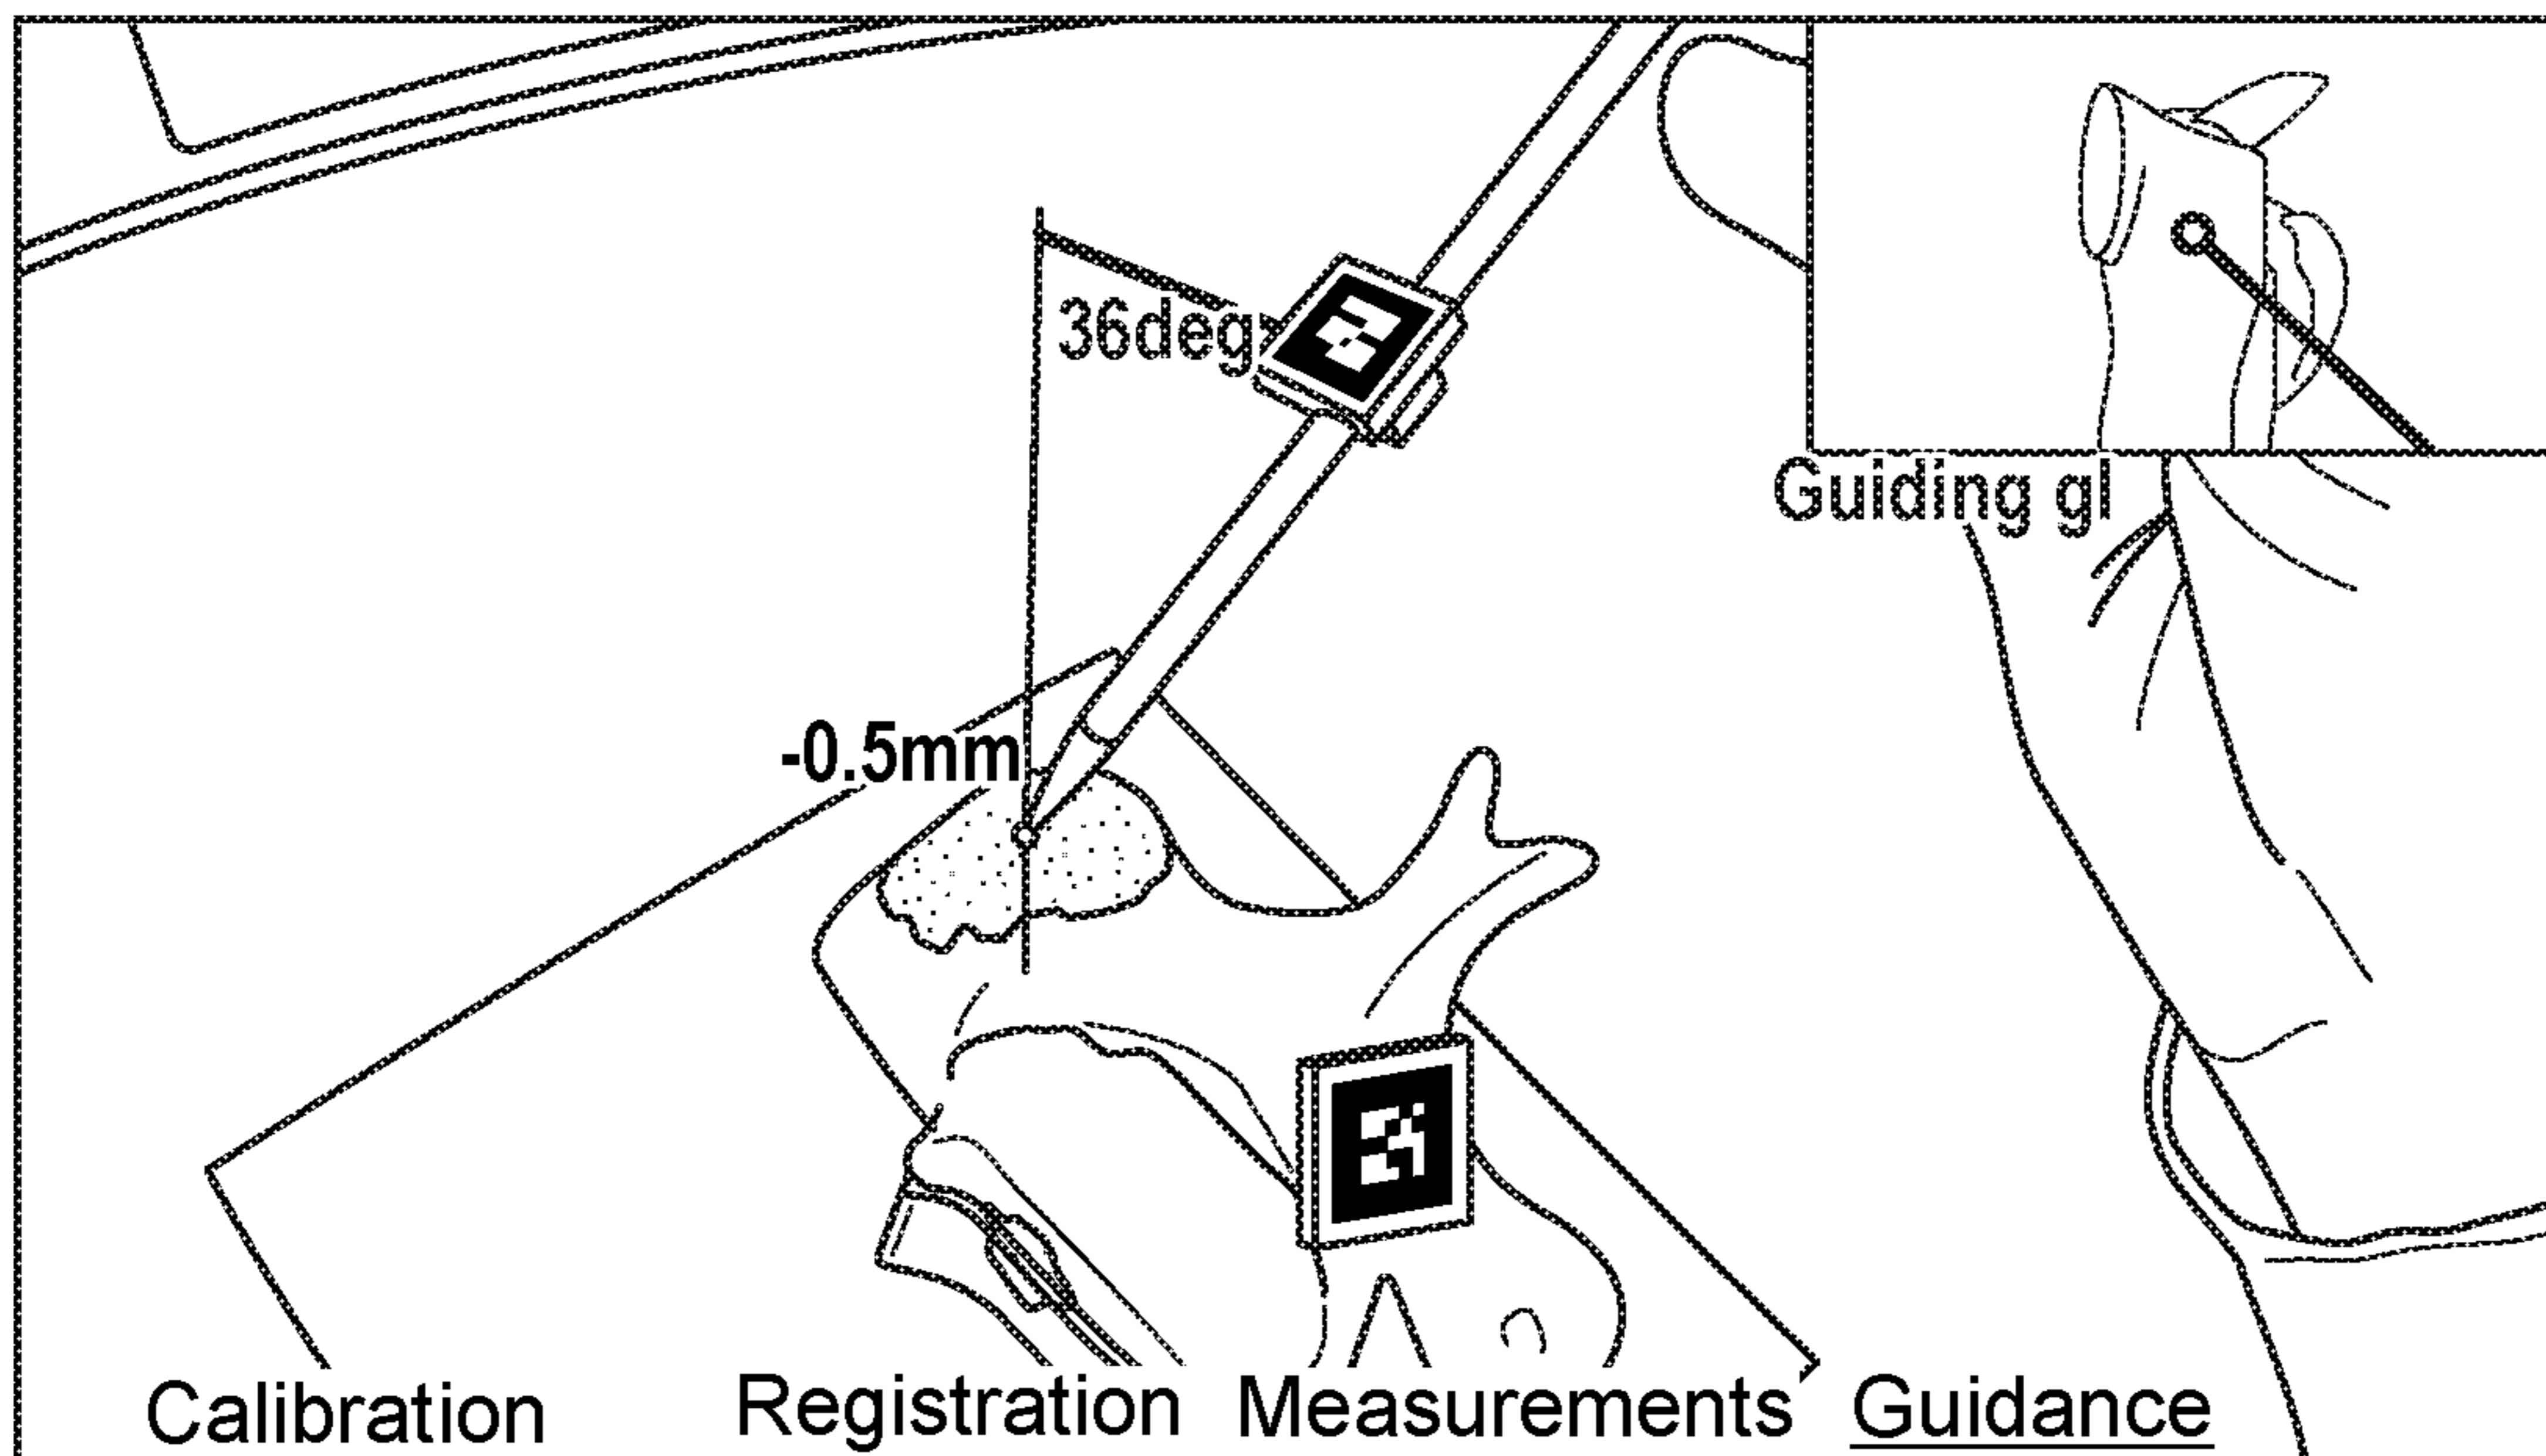 36deg
Guiding gl
-0.5mm
Calibration Registration Measurements Guidance